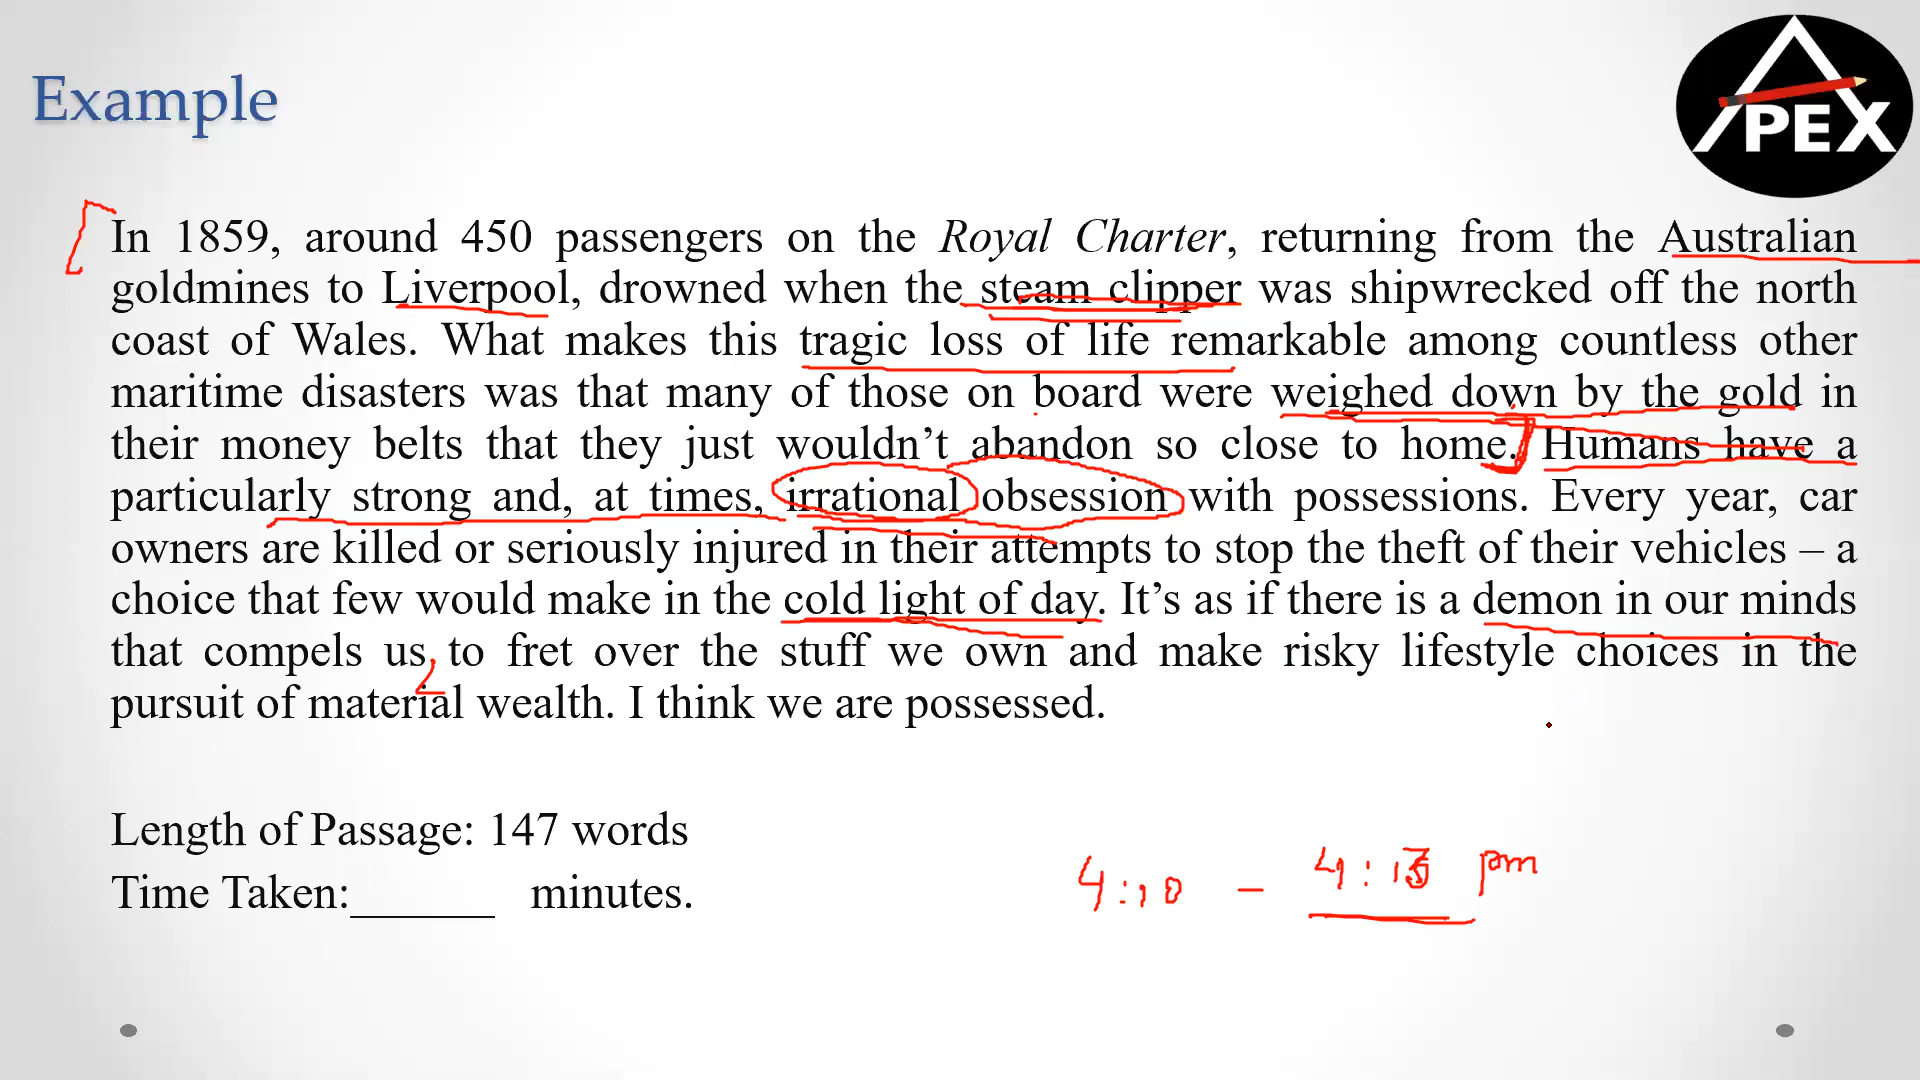 Example
APEX
In 1859, around 450 passengers on the Royal Charter, returning from the Australian
goldmines to Liverpool, drowned when the steam clipper was shipwrecked off the north
coast of Wales. What makes this tragic loss of life remarkable among countless other
maritime disasters was that many of those on board were weighed down by the gold in
their money belts that they just wouldn’t abandon so close to home. Humans have a
particularly strong and, at times, irrational obsession with possessions. Every year, car
owners are killed or seriously injured in their attempts to stop the theft of their vehicles – a
choice that few would make in the cold light of day. It’s as if there is a demon in our minds
that compels us to fret over the stuff we own and make risky lifestyle choices in the
pursuit of material wealth. I think we are possessed.
Length of Passage: 147 words
Time Taken:______ minutes.
4:10 - pm